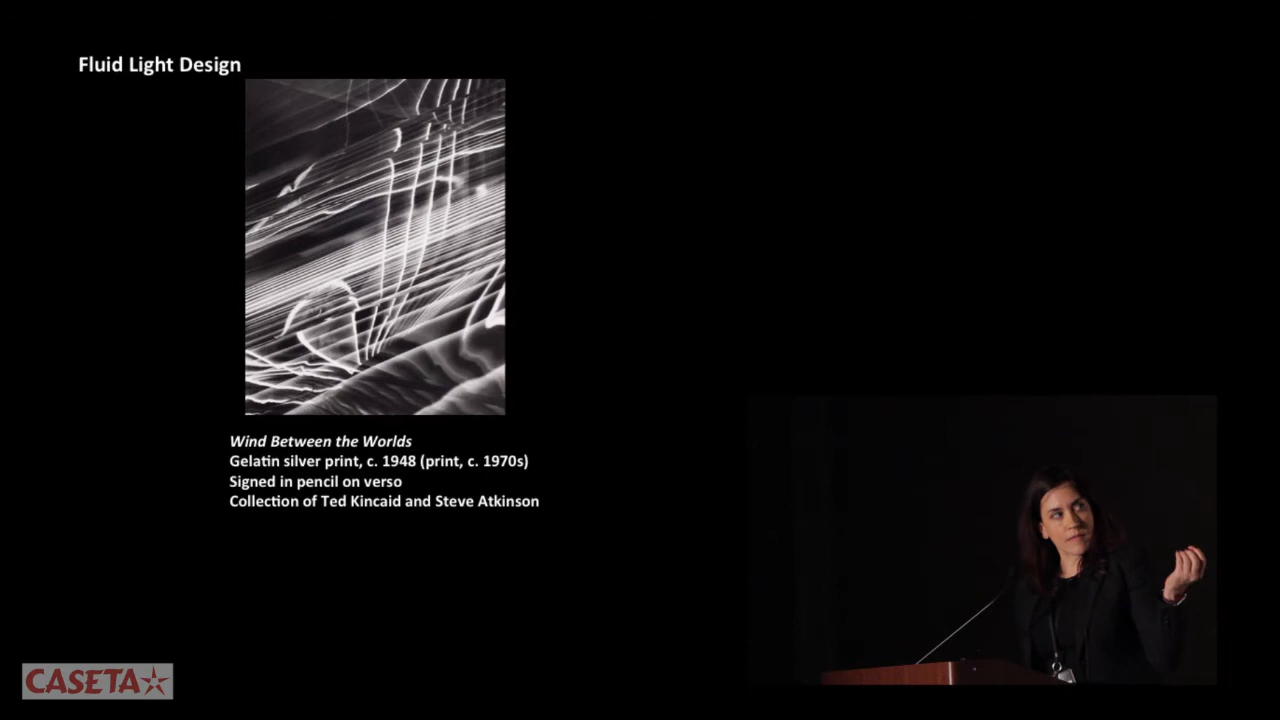 Fluid Light Design
Wind Between the Worlds
Gelatin silver print, c. 1948 (print, c. 1970s)
Signed in pencil on verso
Collection of Ted Kincaid and Steve Atkinson
CASETA